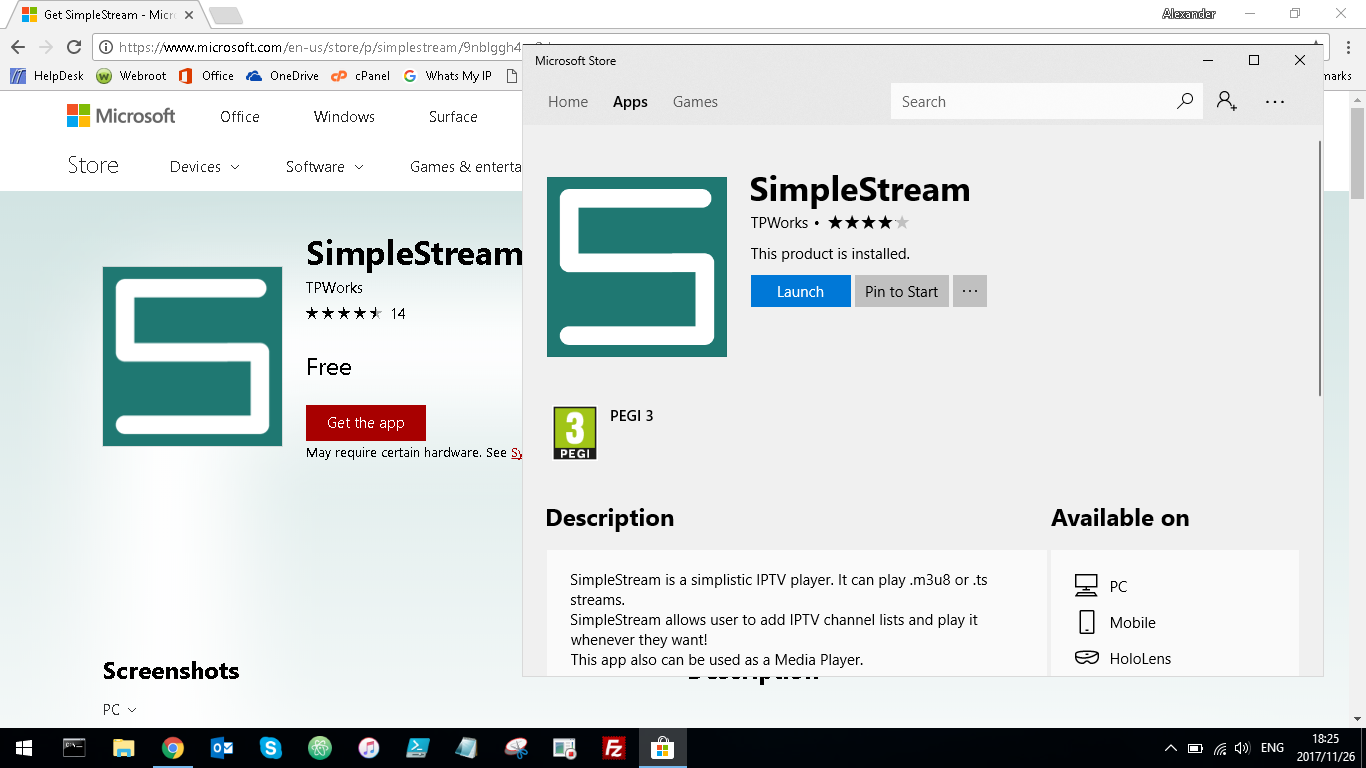 Get SimpleStream - Micr
Alexander
https://www.microsoft.com/en-us/store/p/simplestream/9nblggh4
HelpDesk
Webroot
Office
OneDrive
cPanel
Whats My IP
marks
Microsoft
Office
Windows
Surface
Store
Devices
Software
Games & enterta
SimpleStream
TPWorks
14
Free
Get the app
May require certain hardware. See Sy
Screenshots
Description
PC
Microsoft Store
Home
Apps
Games
Search
SimpleStream
TPWorks •
This product is installed.
Launch
Pin to Start
...
3
PEGI
PEGI 3
Description
SimpleStream is a simplistic IPTV player. It can play .m3u8 or .ts
streams.
SimpleStream allows user to add IPTV channel lists and play it
whenever they want!
This app also can be used as a Media Player.
Available on
PC
Mobile
HoloLens
ENG
18:25
2017/11/26